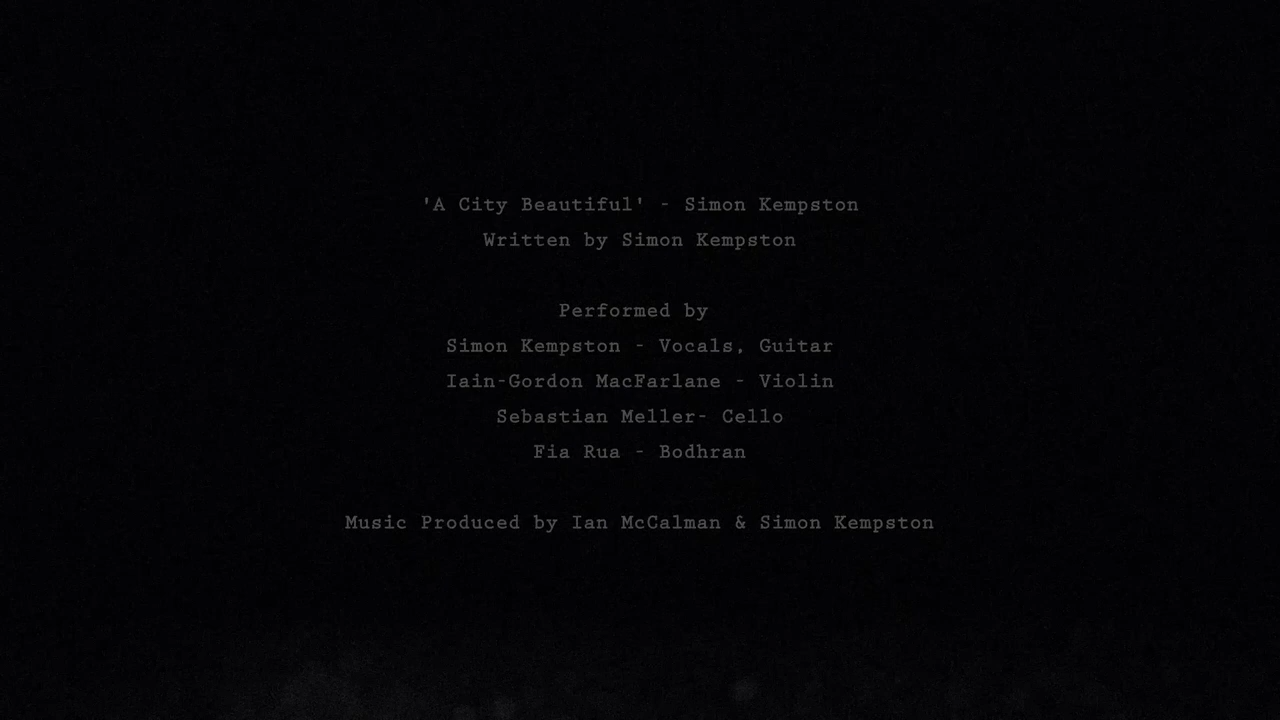 'A City Beautiful' - Simon Kempston
Written by Simon Kempston
Performed by
Simon Kempston - Vocals, Guitar
Iain-Gordon MacFarlane - Violin
Sebastian Meller- Cello
Fia Rua - Bodhran
Music Produced by Ian McCalman & Simon Kempston